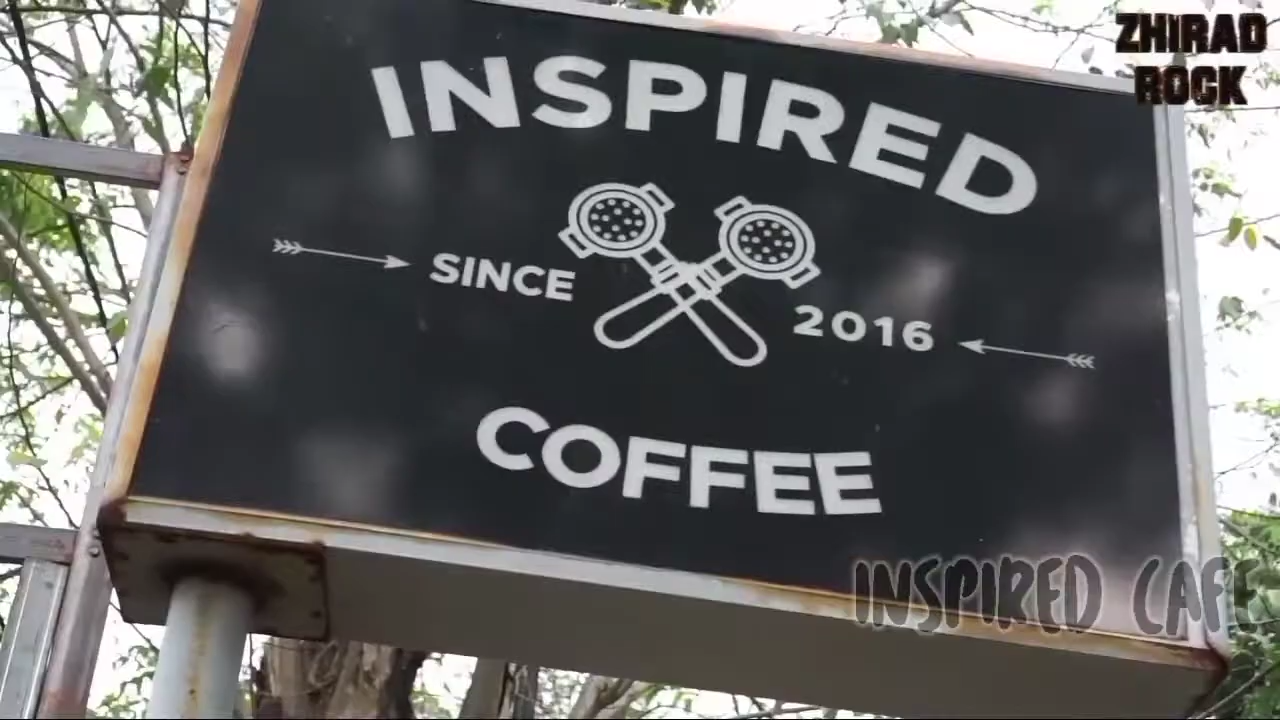 ZHIRAD
ROCK
INSPIRED
SINCE
2016
COFFEE
INSPIRED CAFE